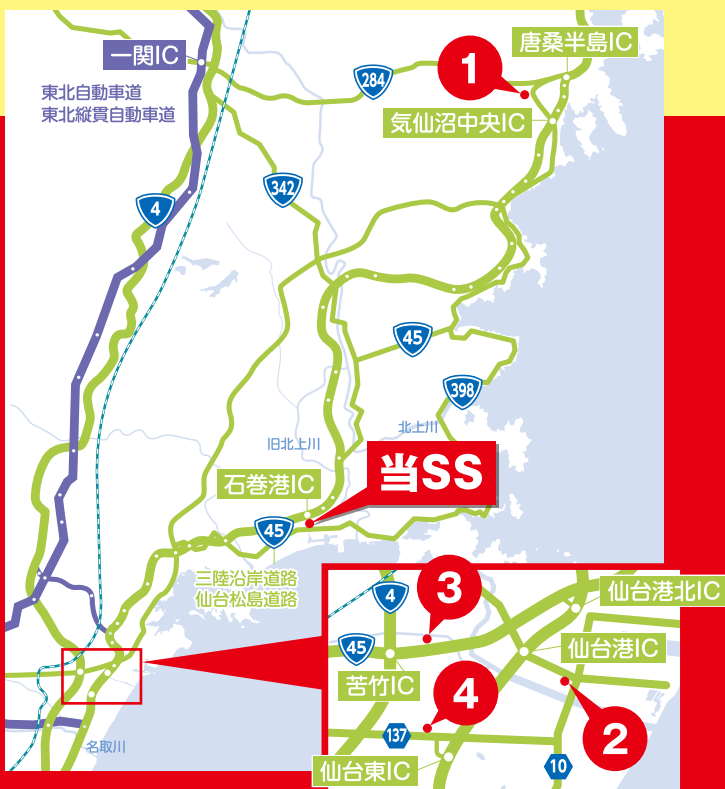 一関IC
唐桑半島IC
1
284
東北自動車道
東北縦貫自動車道
気仙沼中央IC
342
4
45
398
北上川
旧北上川
当SS
石巻港IC
45
三陸沿岸道路
仙台松島道路
3
仙台港北IC
4
45
仙台港IC
苦竹IC
4
2
137
名取川
10
仙台東IC